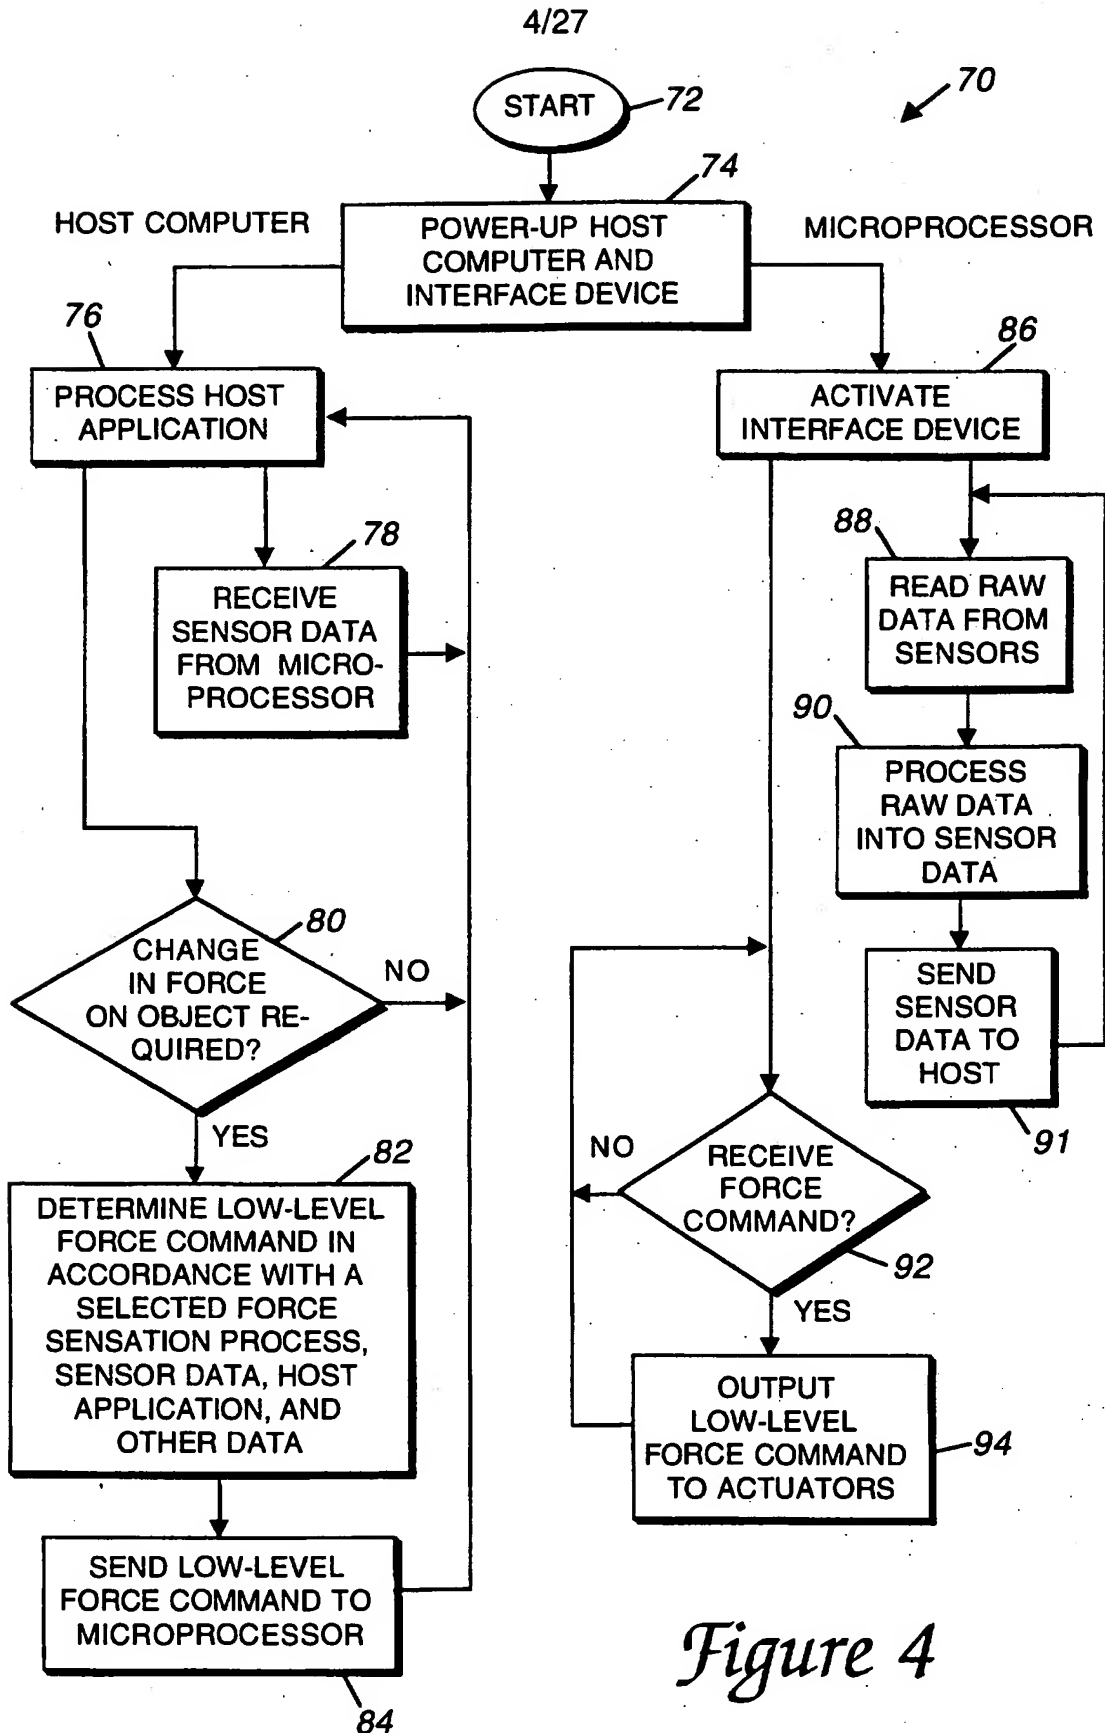 4/27
START
72
70
74
HOST COMPUTER
POWER-UP HOST
COMPUTER AND
INTERFACE DEVICE
MICROPROCESSOR
76
PROCESS HOST
APPLICATION
86
ACTIVATE
INTERFACE DEVICE
78
RECEIVE
SENSOR DATA
FROM MICRO-
PROCESSOR
88
READ RAW
DATA FROM
SENSORS
90
PROCESS
RAW DATA
INTO SENSOR
DATA
80
CHANGE
IN FORCE
ON OBJECT RE-
QUIRED?
NO
YES
SEND
SENSOR
DATA TO
HOST
91
82
DETERMINE LOW-LEVEL
FORCE COMMAND IN
ACCORDANCE WITH A
SELECTED FORCE
SENSATION PROCESS,
SENSOR DATA, HOST
APPLICATION, AND
OTHER DATA
NO
RECEIVE
FORCE
COMMAND?
92
YES
OUTPUT
LOW-LEVEL
FORCE COMMAND
TO ACTUATORS
94
SEND LOW-LEVEL
FORCE COMMAND TO
MICROPROCESSOR
84
Figure 4